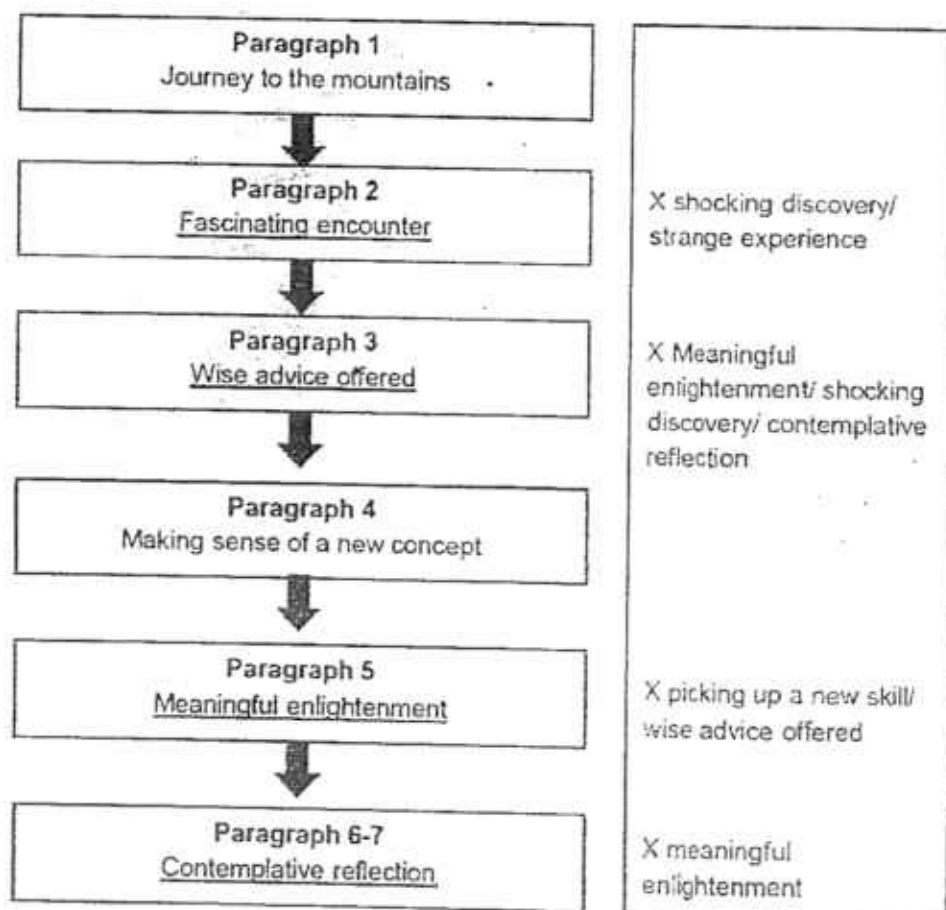 Paragraph 1
Journey to the mountains
Paragraph 2
Fascinating encounter
X shocking discovery/
strange experience
Paragraph 3
Wise advice offered
X Meaningful
enlightenment/ shocking
discovery/ contemplative
reflection
Paragraph 4
Making sense of a new concept
Paragraph 5
Meaningful enlightenment
X picking up a new skill/
wise advice offered
Paragraph 6-7
Contemplative reflection
X meaningful
enlightenment